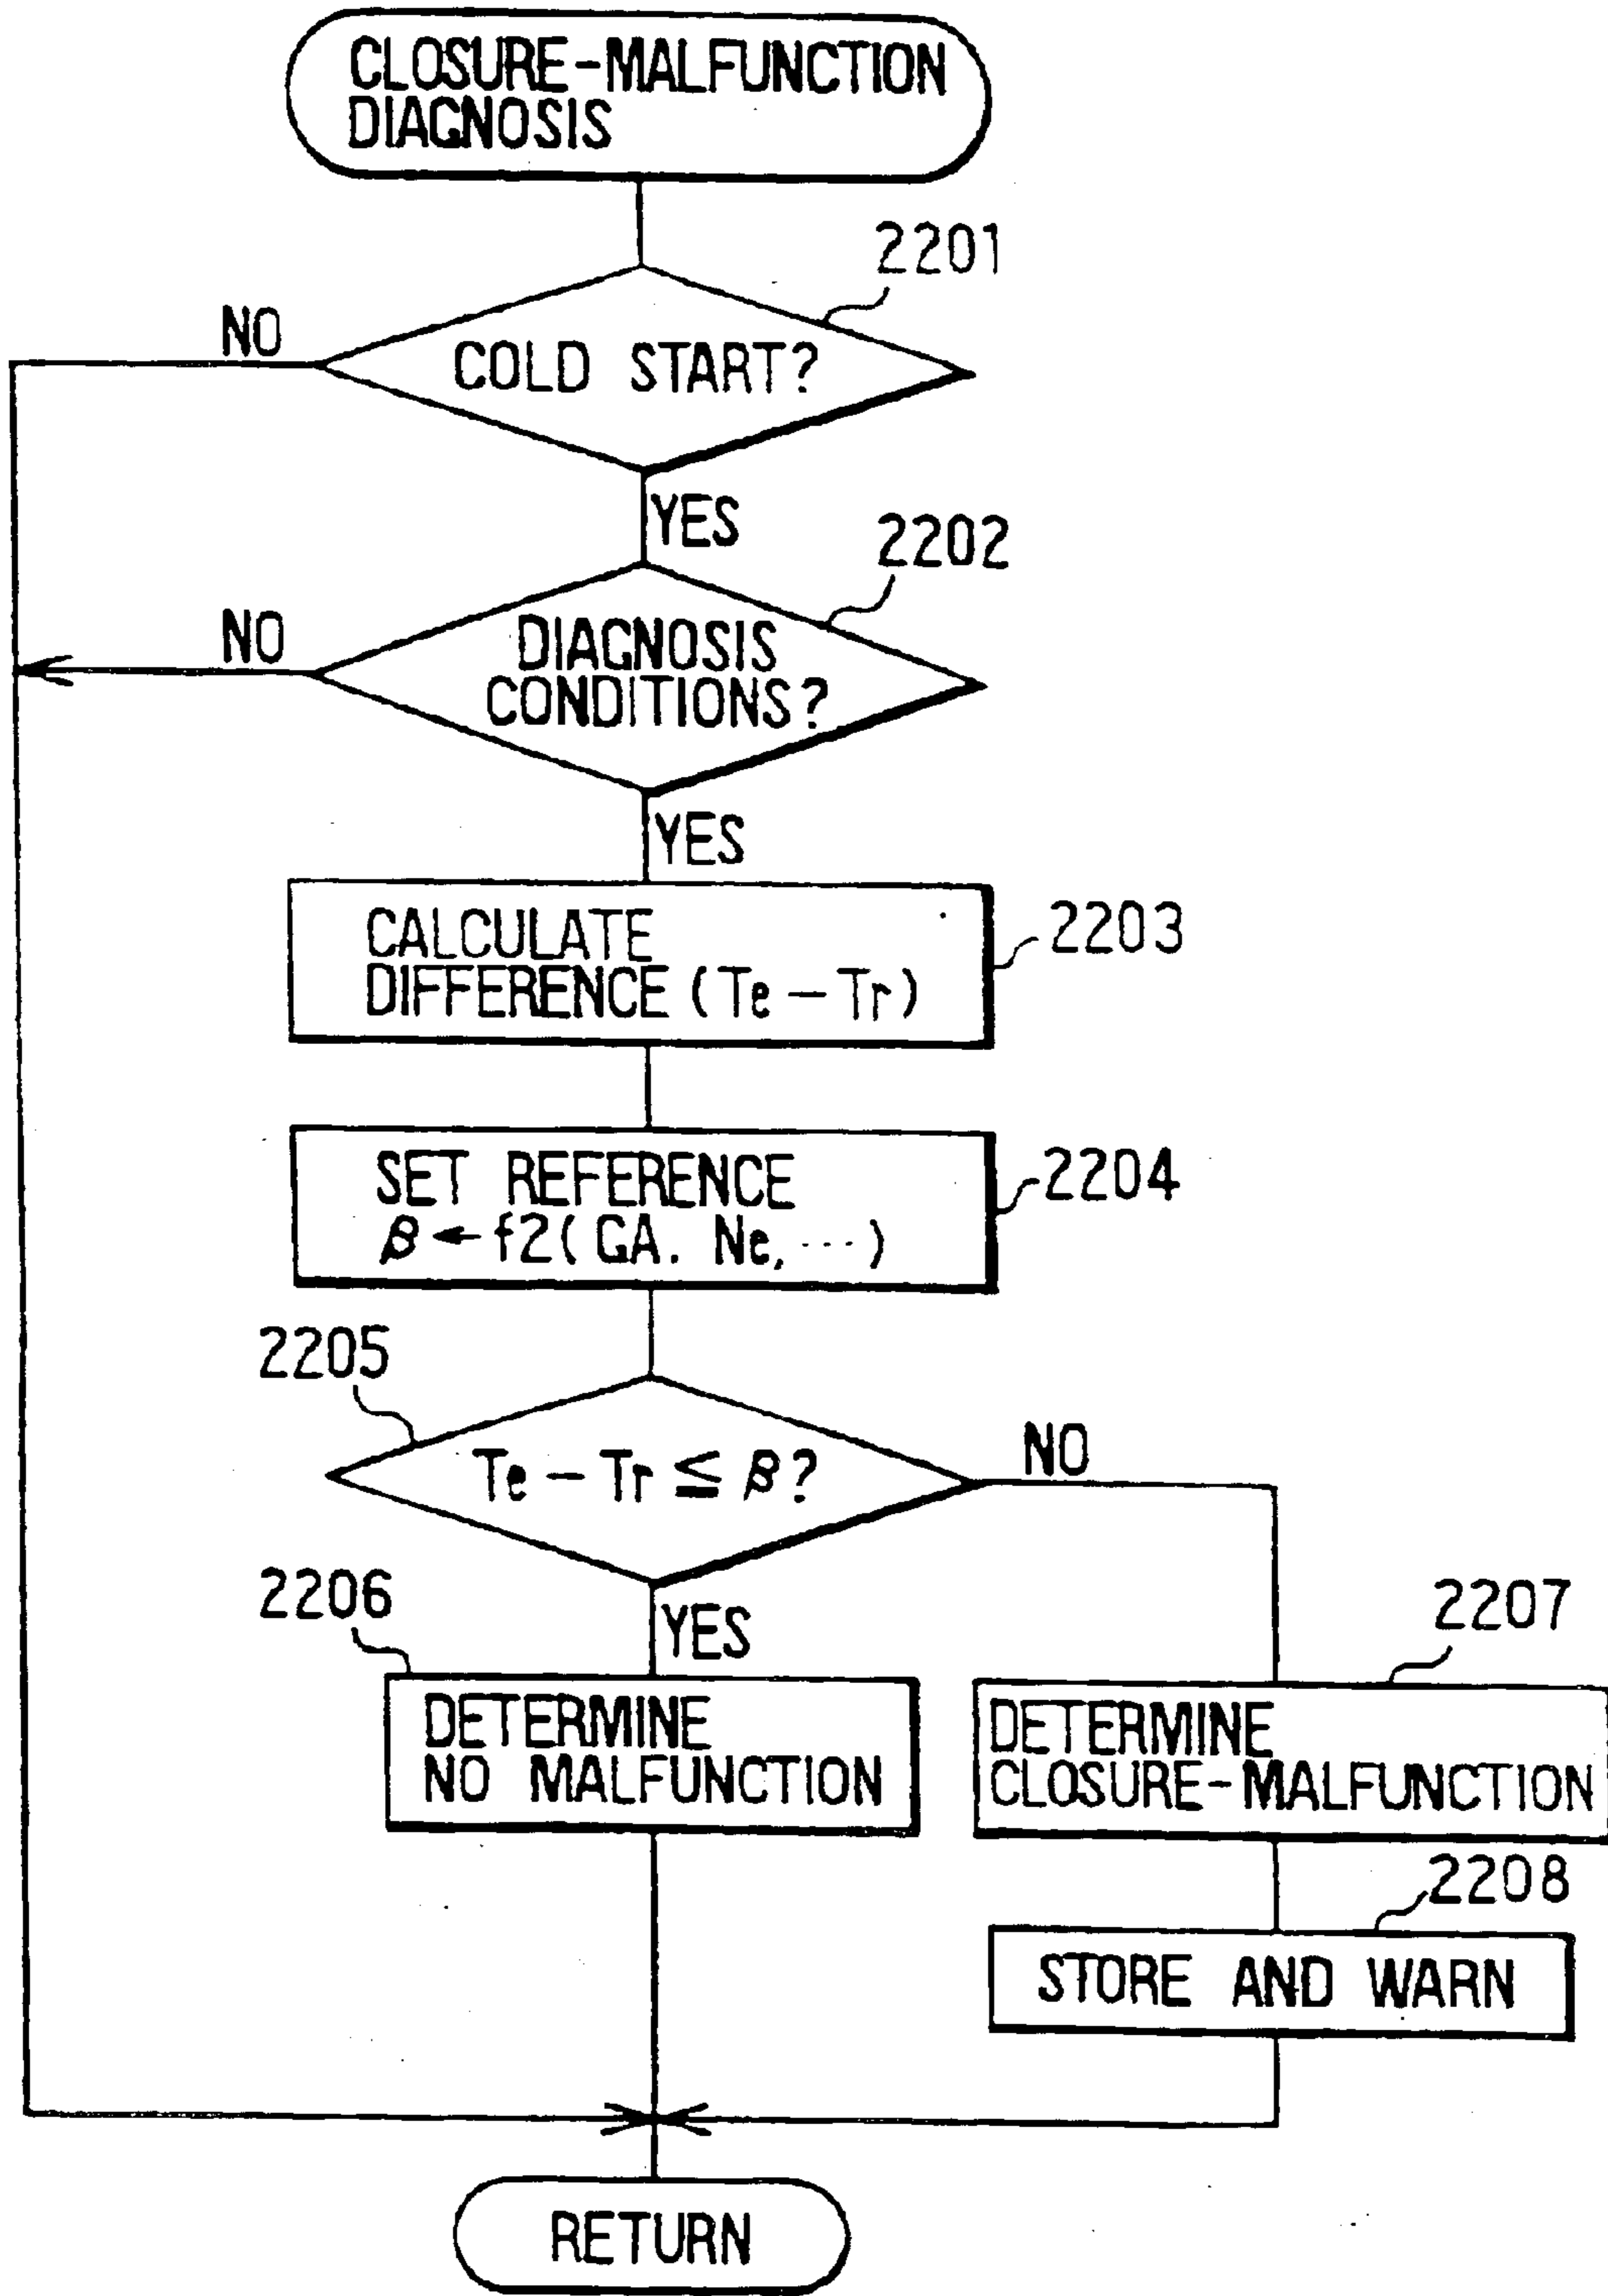 CLOSURE-MALFUNCTION
DIAGNOSIS
2201
NO
COLD START?
YES
2202
NO
DIAGNOSIS
CONDITIONS?
YES
CALCULATE
DIFFERENCE (Te - Tr)
2203
SET REFERENCE
β ← f2( GA. Ne, ···· )
2204
2205
Te - Tr ≦ β?
NO
2206
YES
2207
DETERMINE
NO MALFUNCTION
DETERMINE
CLOSURE-MALFUNCTION
2208
STORE AND WARN
RETURN